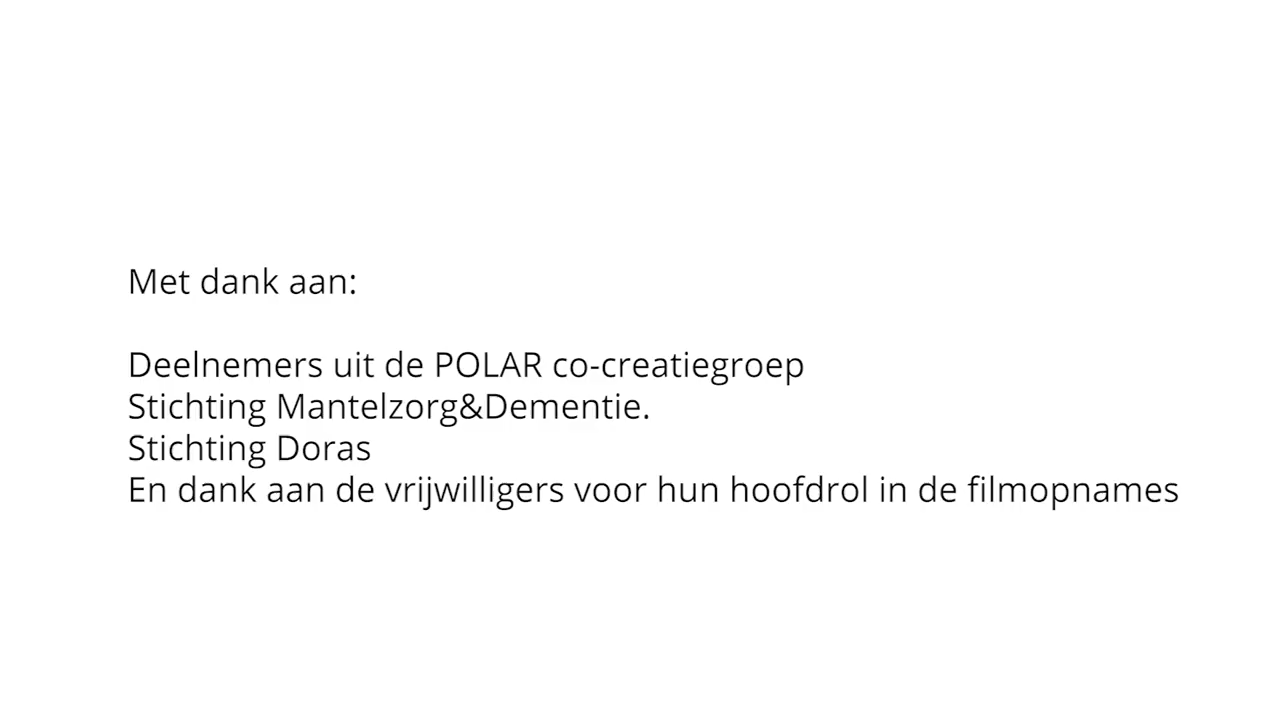 Met dank aan:
Deelnemers uit de POLAR co-creatiegroep
Stichting Mantelzorg&Dementie.
Stichting Doras
En dank aan de vrijwilligers voor hun hoofdrol in de filmopnames